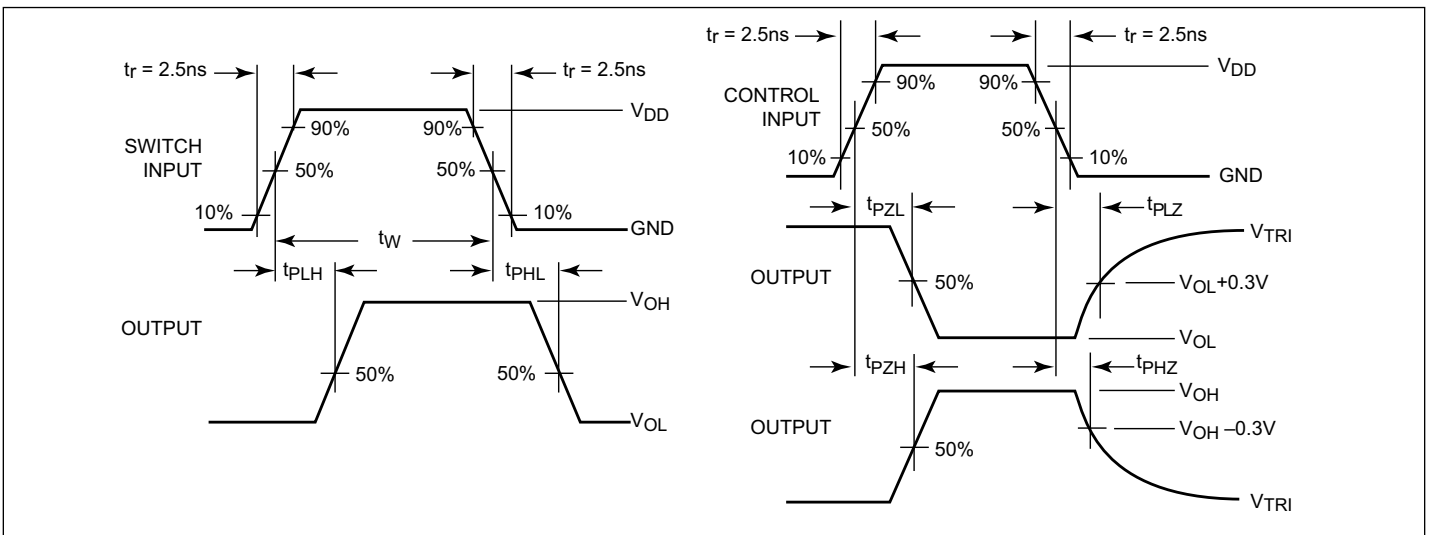 tr = 2.5ns
tr = 2.5ns
VDD
90%
90%
SWITCH
INPUT
50%
50%
10%
10%
GND
tW
tPLH
tPHL
VOH
OUTPUT
50%
50%
VOL
tr = 2.5ns
tr = 2.5ns
VDD
90%
90%
CONTROL
INPUT
50%
50%
10%
10%
GND
tPZL
tPLZ
VTRI
OUTPUT
50%
VOL+0.3V
VOL
tPZH
tPHZ
VOH
OUTPUT
VOH –0.3V
50%
VTRI